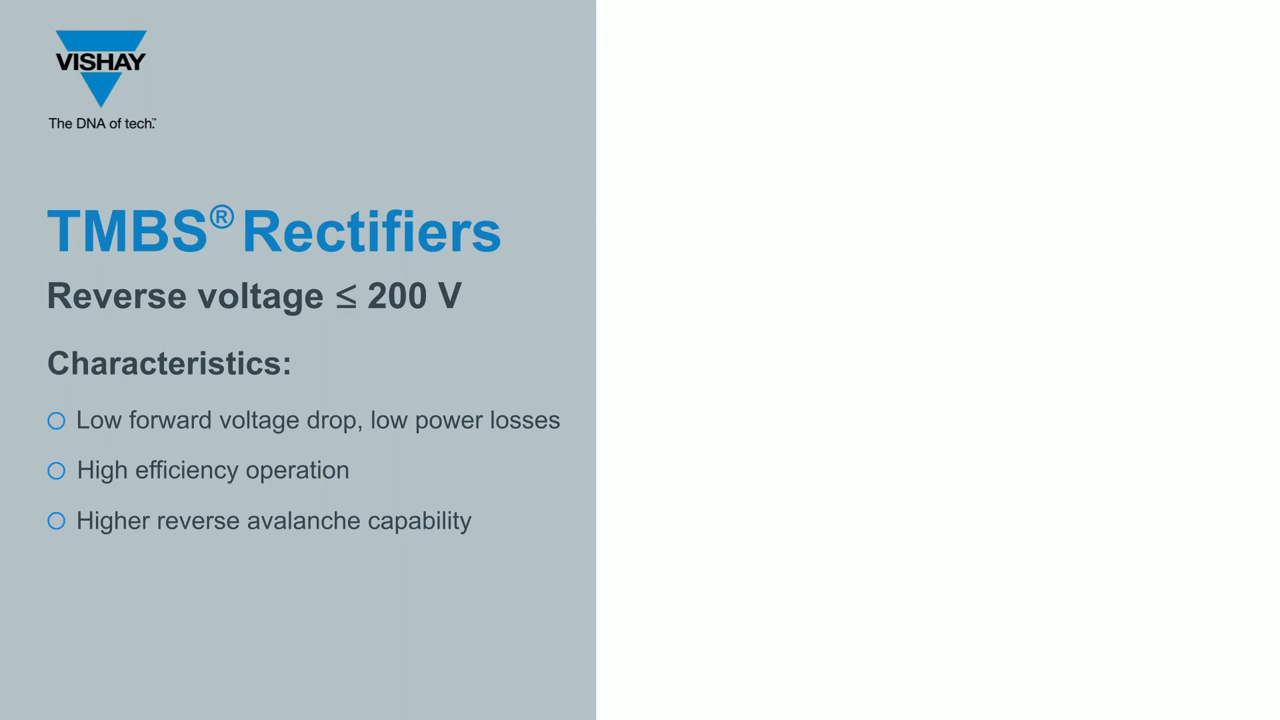 VISHAY
The DNA of tech.™
TMBS® Rectifiers
Reverse voltage ≤ 200 V
Characteristics:
Low forward voltage drop, low power losses
High efficiency operation
Higher reverse avalanche capability